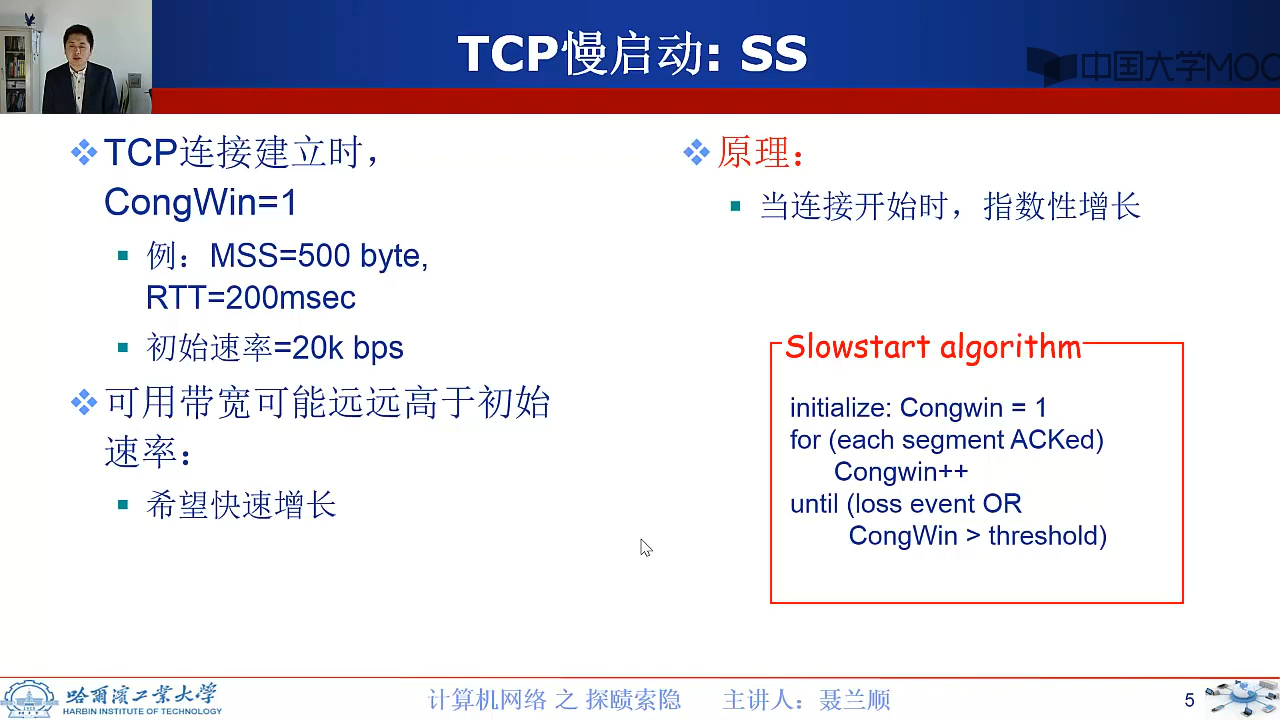 TCP慢启动: SS
中国大学MOOC
TCP连接建立时，
CongWin=1
例：MSS=500 byte,
RTT=200msec
初始速率=20k bps
可用带宽可能远远高于初始
速率：
希望快速增长
原理：
当连接开始时，指数性增长
Slowstart algorithm
initialize: Congwin = 1
for (each segment ACKed)
Congwin++
until (loss event OR
CongWin > threshold)
哈尔滨工业大学
HARBIN INSTITUTE OF TECHNOLOGY
计算机网络 之 探赜索隐 主讲人：聂兰顺
5